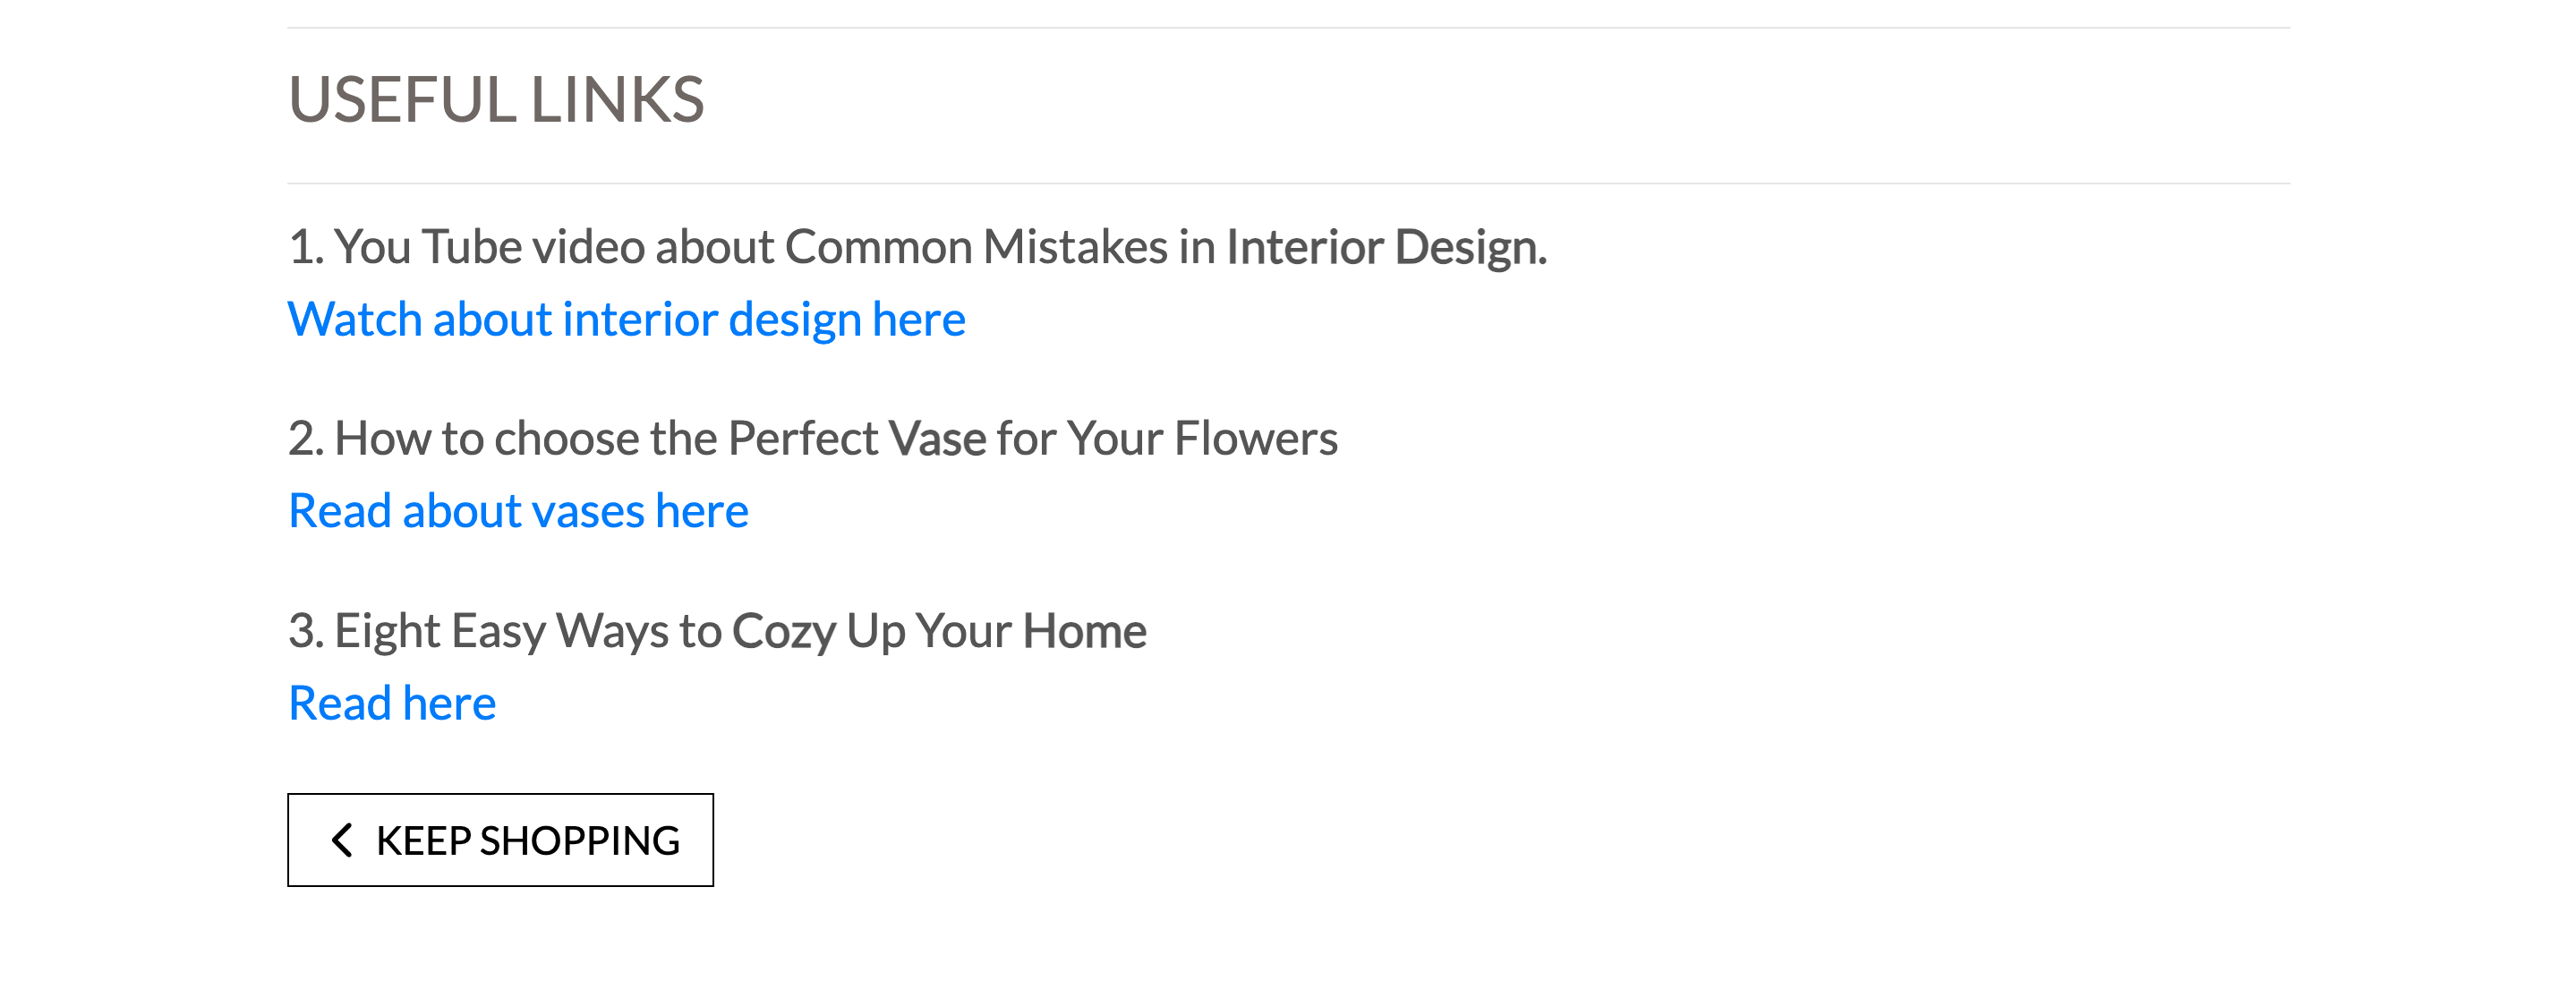 USEFUL LINKS
1. You Tube video about Common Mistakes in Interior Design.
Watch about interior design here
2. How to choose the Perfect Vase for Your Flowers
Read about vases here
3. Eight Easy Ways to Cozy Up Your Home
Read here
KEEP SHOPPING